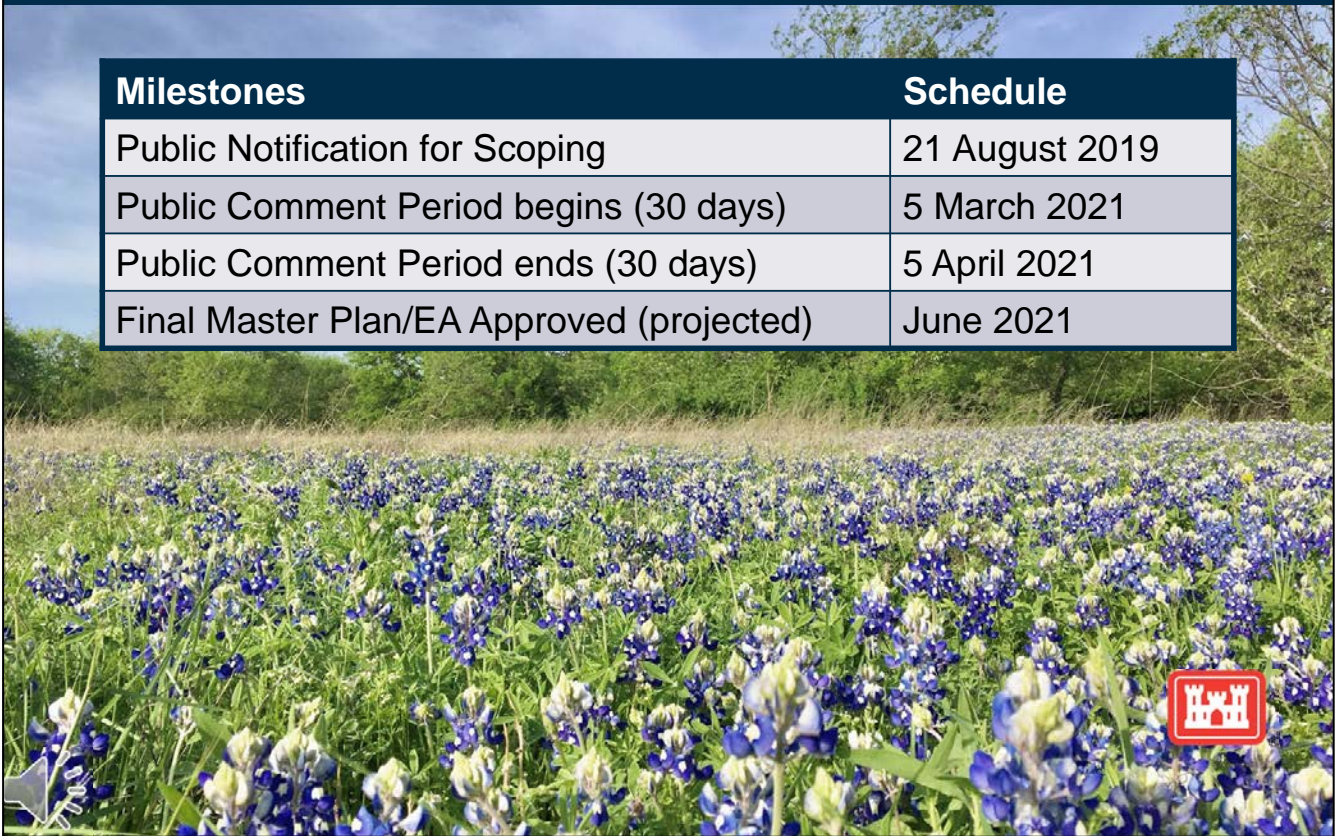 Milestones Schedule
Public Notification for Scoping 21 August 2019
Public Comment Period begins (30 days) 5 March 2021
Public Comment Period ends (30 days) 5 April 2021
Final Master Plan/EA Approved (projected) June 2021